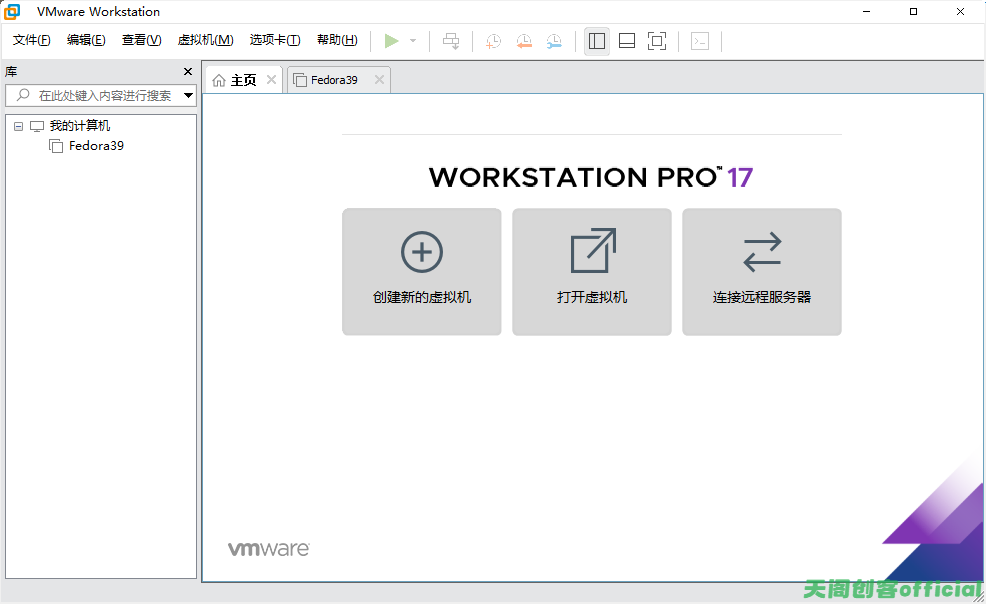 VMware Workstation
文件(F) 编辑(E) 查看(V) 虚拟机(M) 选项卡(T) 帮助(H)
库
在此处键入内容进行搜索
我的计算机
Fedora39
主页 Fedora39
WORKSTATION PRO™ 17
创建新的虚拟机 打开虚拟机 连接远程服务器
vmware
天阁创客official